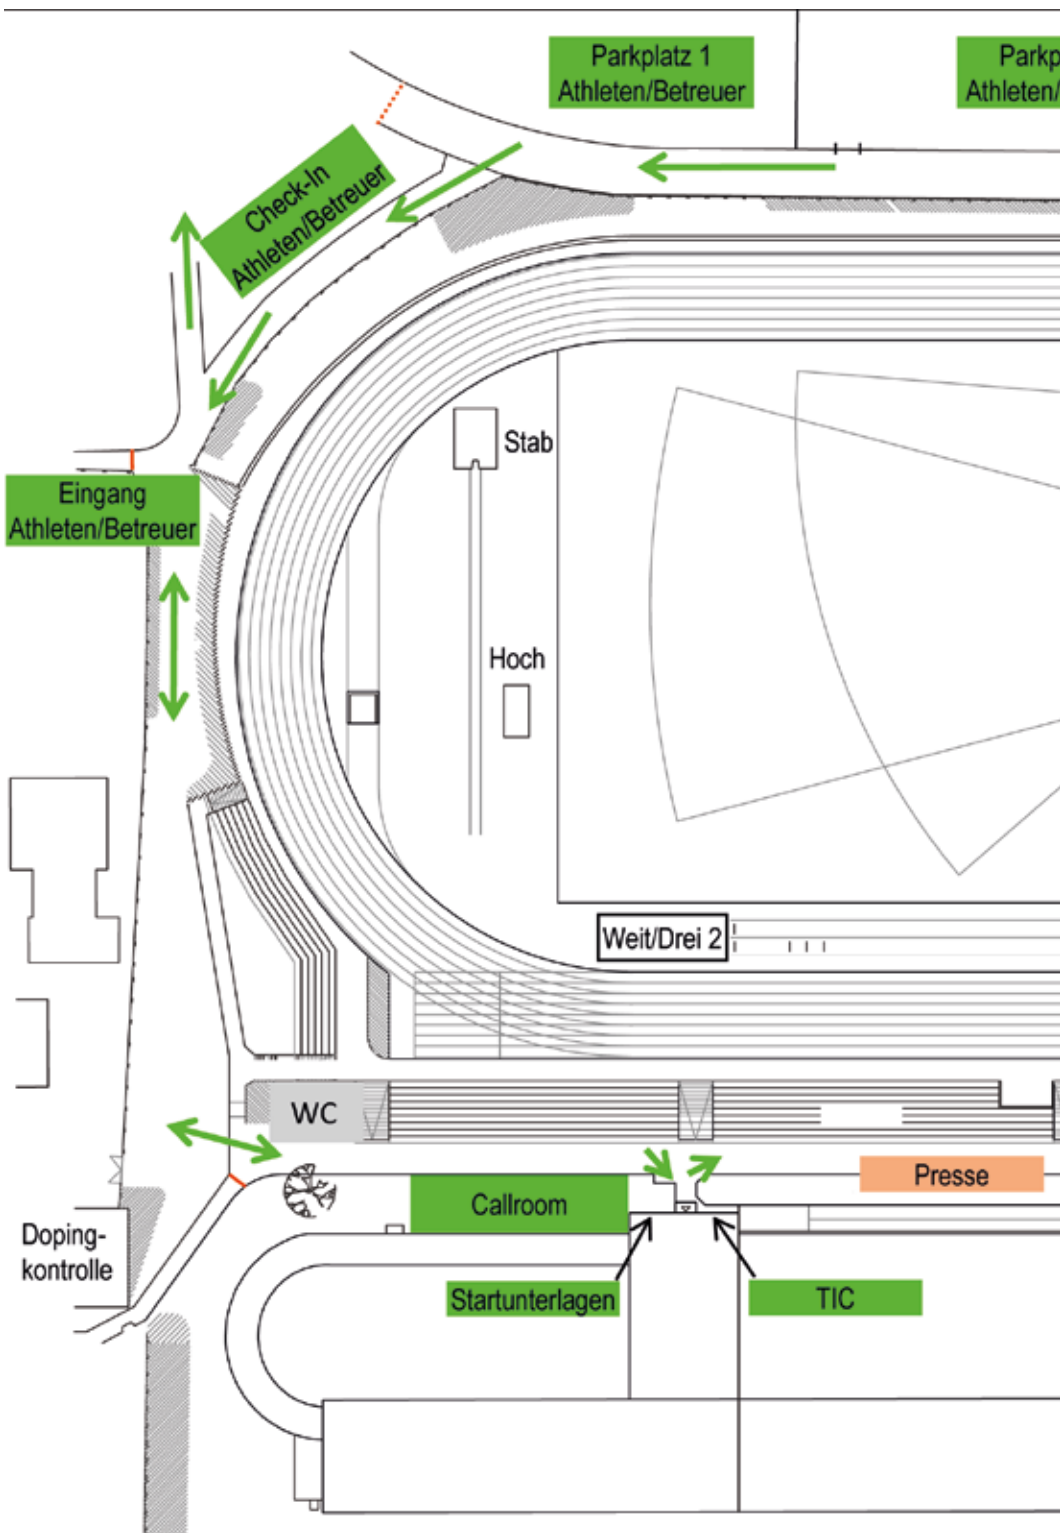 Parkplatz 1
Athleten/Betreuer
Parkp
Athleten/
Check-In
Athleten/Betreuer
Stab
Eingang
Athleten/Betreuer
Hoch
Weit/Drei 2
WC
Presse
Callroom
Doping-
kontrolle
Startunterlagen
TIC